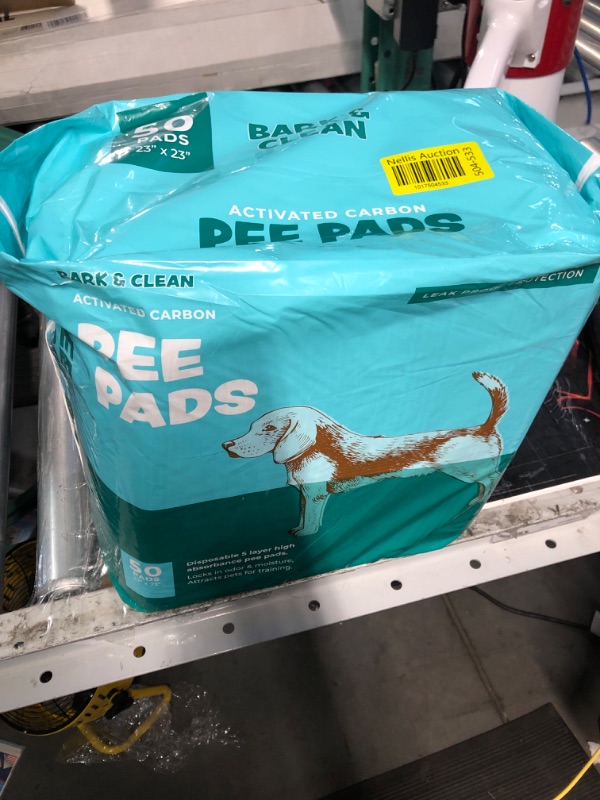 50
PADS
23" x 23"
BARK &
CLEAN
Nellis Auction
504-533
1017504533
ACTIVATED CARBON
PEE PADS
BARK & CLEAN
ACTIVATED CARBON
PEE
PADS
LEAK PROOF PROTECTION
50
PADS
Disposable 5 layer high
absorbance pee pads.
Locks in odor & moisture,
Attracts pets for training.